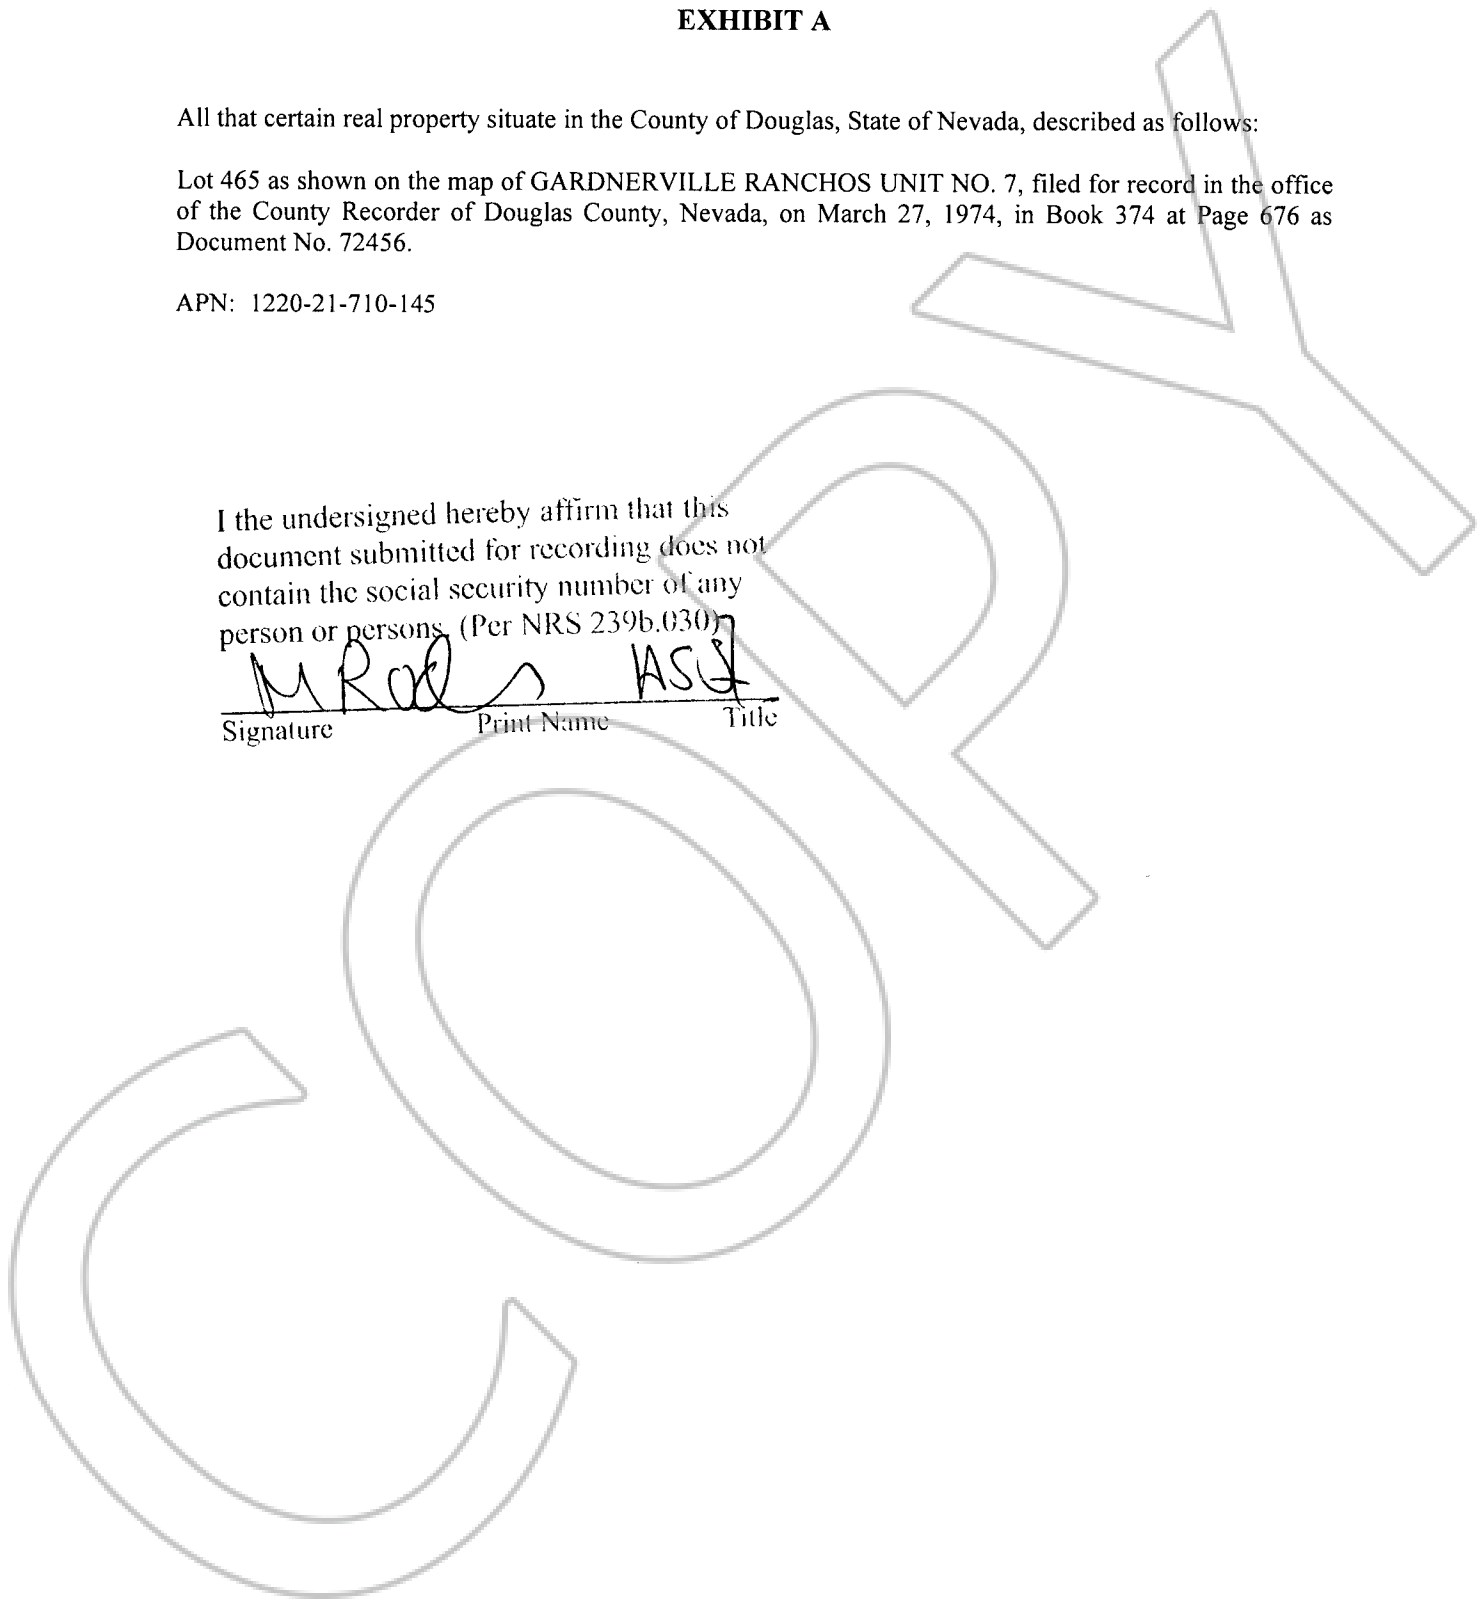 EXHIBIT A
All that certain real property situate in the County of Douglas, State of Nevada, described as follows:
Lot 465 as shown on the map of GARDNERVILLE RANCHOS UNIT NO. 7, filed for record in the office
of the County Recorder of Douglas County, Nevada, on March 27, 1974, in Book 374 at Page 676 as
Document No. 72456.
APN: 1220-21-710-145
I the undersigned hereby affirm that this
document submitted for recording does not
contain the social security number of any
person or persons. (Per NRS 239b.030)
Signature Print Name Title
COPY